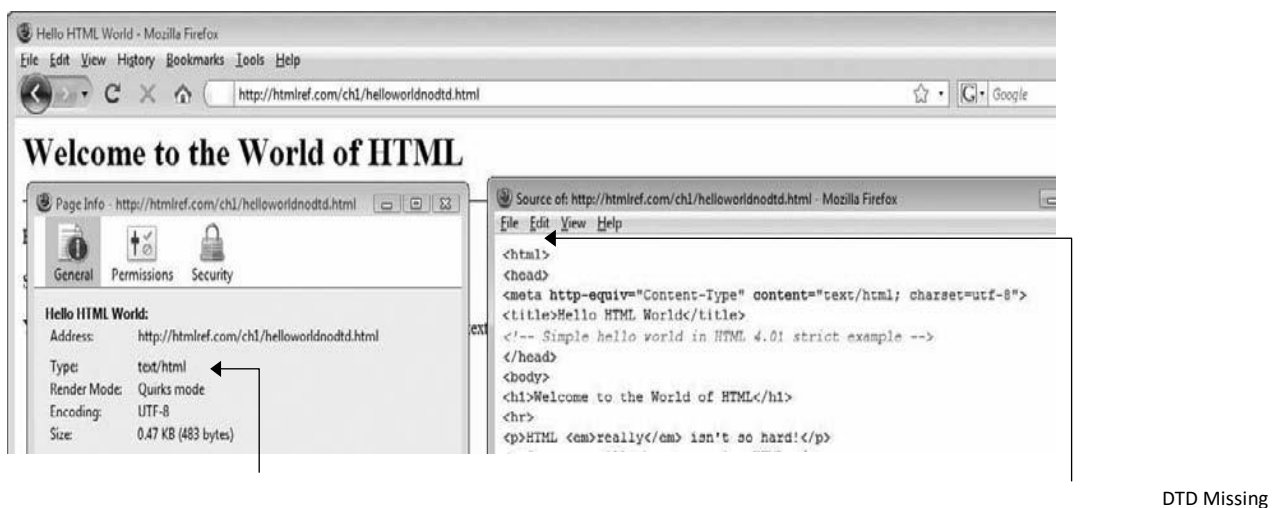 Hello HTML World - Mozilla Firefox
File Edit View History Bookmarks Tools Help
http://htmlref.com/ch1/helloworldnodtd.html
G Google
Welcome to the World of HTML
Page Info - http://htmlref.com/ch1/helloworldnodtd.html
General Permissions Security
Hello HTML World:
Address: http://htmlref.com/ch1/helloworldnodtd.html
Type: text/html
Render Mode: Quirks mode
Encoding: UTF-8
Size: 0.47 KB (483 bytes)
text
Source of: http://htmlref.com/ch1/helloworldnodtd.html - Mozilla Firefox
File Edit View Help
<html>
<head>
<meta http-equiv="Content-Type" content="text/html; charset=utf-8">
<title>Hello HTML World</title>
<!-- Simple hello world in HTML 4.01 strict example -->
</head>
<body>
<h1>Welcome to the World of HTML</h1>
<hr>
<p>HTML <em>really</em> isn't so hard!</p>
DTD Missing